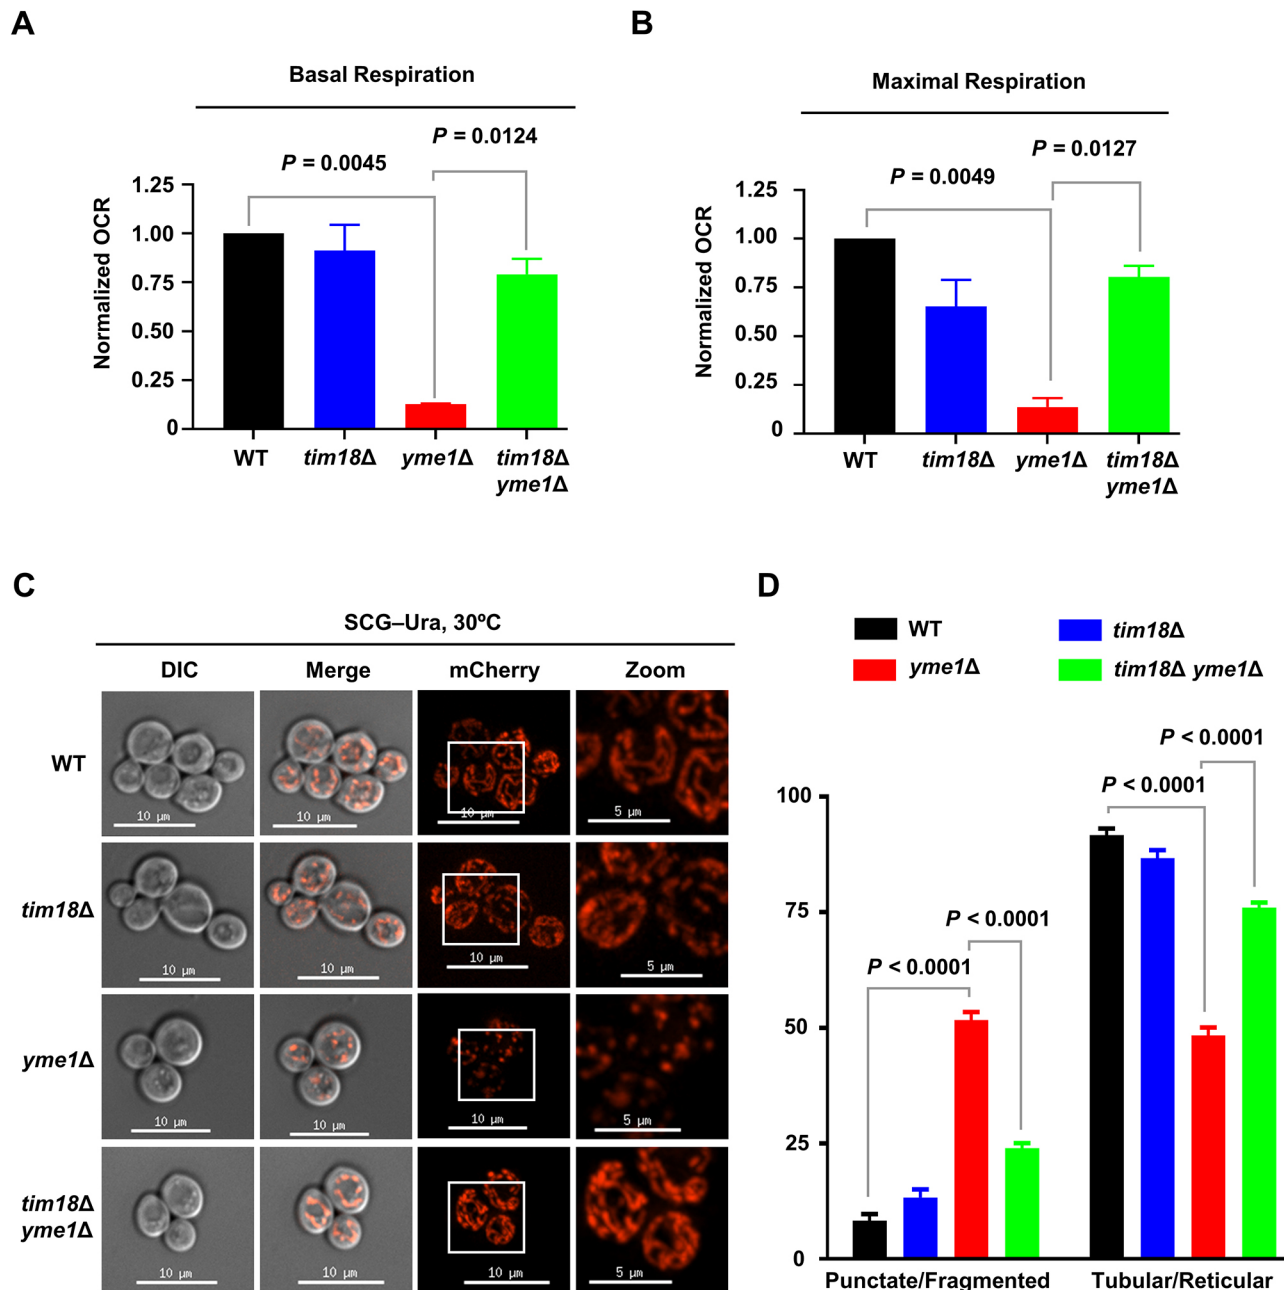 A
Basal Respiration
P = 0.0124
P = 0.0045
Normalized OCR
1.25
1.00
0.75
0.50
0.25
0
WT
tim18Δ
yme1Δ
tim18Δ
yme1Δ
B
Maximal Respiration
P = 0.0127
P = 0.0049
Normalized OCR
1.25
1.00
0.75
0.50
0.25
0
WT
tim18Δ
yme1Δ
tim18Δ
yme1Δ
C
SCG–Ura, 30ºC
DIC
Merge
mCherry
Zoom
WT
10 µm
10 µm
10 µm
5 µm
tim18Δ
10 µm
10 µm
10 µm
5 µm
yme1Δ
10 µm
10 µm
10 µm
5 µm
tim18Δ
yme1Δ
10 µm
10 µm
10 µm
5 µm
D
WT
tim18Δ
yme1Δ
tim18Δ yme1Δ
P < 0.0001
P < 0.0001
P < 0.0001
P < 0.0001
100
75
50
25
0
Punctate/Fragmented
Tubular/Reticular